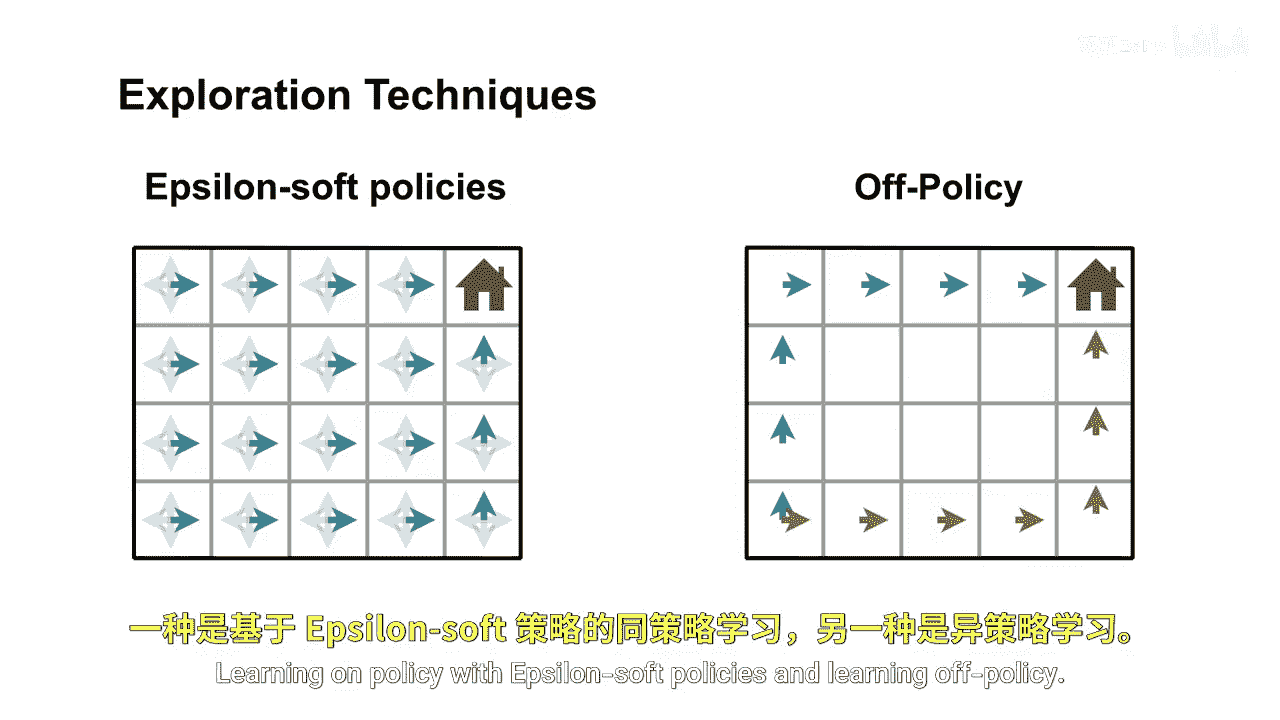 Exploration Techniques
Epsilon-soft policies
Off-Policy
一种是基于 Epsilon-soft 策略的同策略学习，另一种是异策略学习。
Learning on policy with Epsilon-soft policies and learning off-policy.